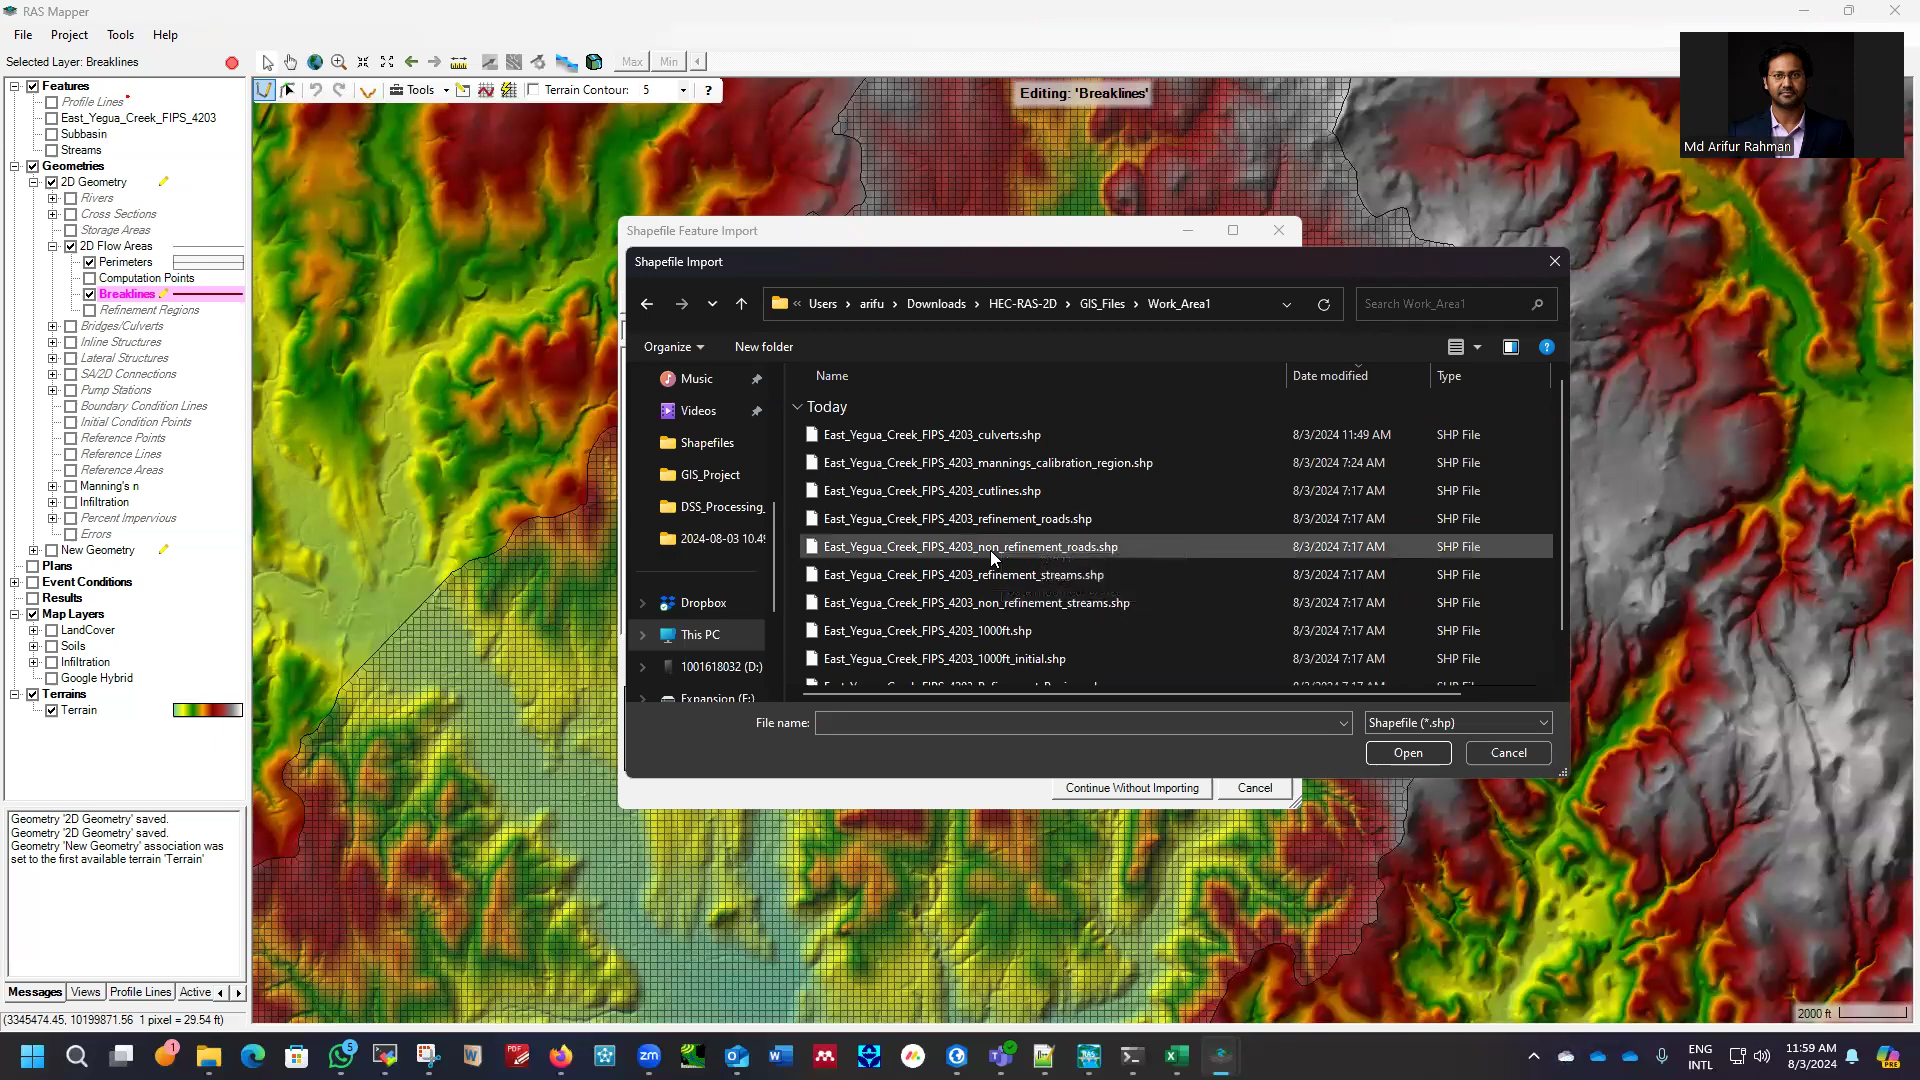 RAS Mapper
File Project Tools Help
Selected Layer: Breaklines
Max Min
Tools Terrain Contour: 5 ?
Editing: 'Breaklines'
Md Arifur Rahman
Features
Profile Lines
East_Yegua_Creek_FIPS_4203
Subbasin
Streams
Geometries
2D Geometry
Rivers
Cross Sections
Storage Areas
2D Flow Areas
Perimeters
Computation Points
Breaklines
Refinement Regions
Bridges/Culverts
Inline Structures
Lateral Structures
SA/2D Connections
Pump Stations
Boundary Condition Lines
Initial Condition Points
Reference Points
Reference Lines
Reference Areas
Manning's n
Infiltration
Percent Impervious
Errors
New Geometry
Plans
Event Conditions
Results
Map Layers
LandCover
Soils
Infiltration
Google Hybrid
Terrains
Terrain
Geometry '2D Geometry' saved.
Geometry '2D Geometry' saved.
Geometry 'New Geometry' association was
set to the first available terrain 'Terrain'
Messages Views Profile Lines Active
(3345474.45, 10199871.56 1 pixel = 29.54 ft)
Shapefile Feature Import
Shapefile Import
« Users › arifu › Downloads › HEC-RAS-2D › GIS_Files › Work_Area1
Search Work_Area1
Organize New folder
Music
Videos
Shapefiles
GIS_Project
DSS_Processing_
2024-08-03 10.49
Dropbox
This PC
1001618032 (D:)
Expansion (E:)
Name Date modified Type
Today
East_Yegua_Creek_FIPS_4203_culverts.shp 8/3/2024 11:49 AM SHP File
East_Yegua_Creek_FIPS_4203_mannings_calibration_region.shp 8/3/2024 7:24 AM SHP File
East_Yegua_Creek_FIPS_4203_cutlines.shp 8/3/2024 7:17 AM SHP File
East_Yegua_Creek_FIPS_4203_refinement_roads.shp 8/3/2024 7:17 AM SHP File
East_Yegua_Creek_FIPS_4203_non_refinement_roads.shp 8/3/2024 7:17 AM SHP File
East_Yegua_Creek_FIPS_4203_refinement_streams.shp 8/3/2024 7:17 AM SHP File
East_Yegua_Creek_FIPS_4203_non_refinement_streams.shp 8/3/2024 7:17 AM SHP File
East_Yegua_Creek_FIPS_4203_1000ft.shp 8/3/2024 7:17 AM SHP File
East_Yegua_Creek_FIPS_4203_1000ft_initial.shp 8/3/2024 7:17 AM SHP File
File name: Shapefile (*.shp)
Open Cancel
Continue Without Importing Cancel
2000 ft
ENG
INTL
11:59 AM
8/3/2024